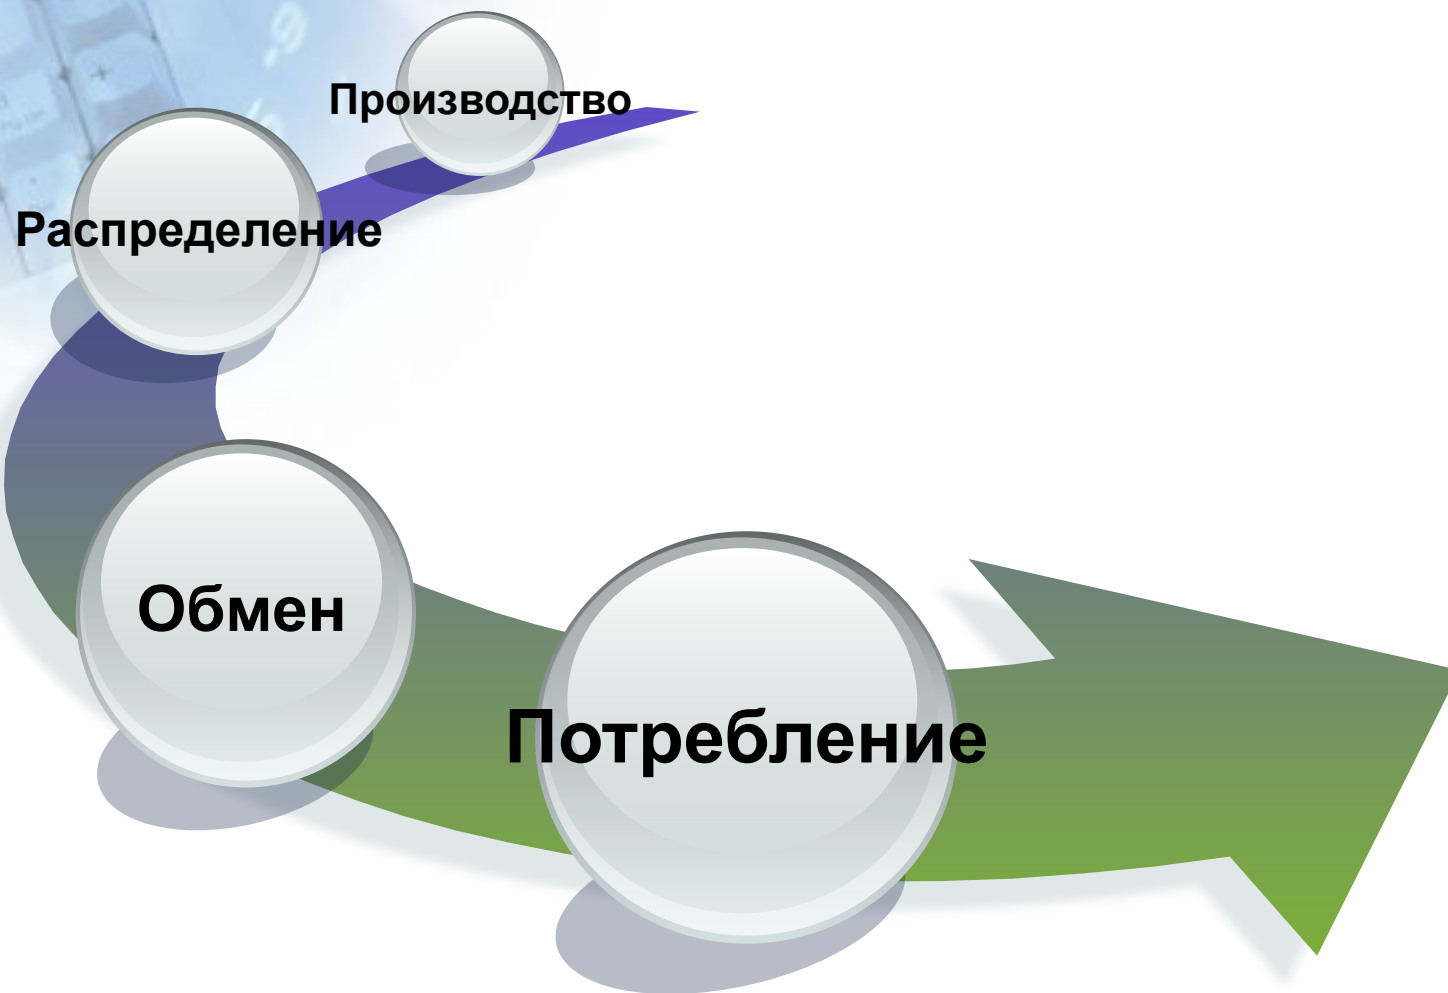 Производство
Распределение
Обмен
Потребление